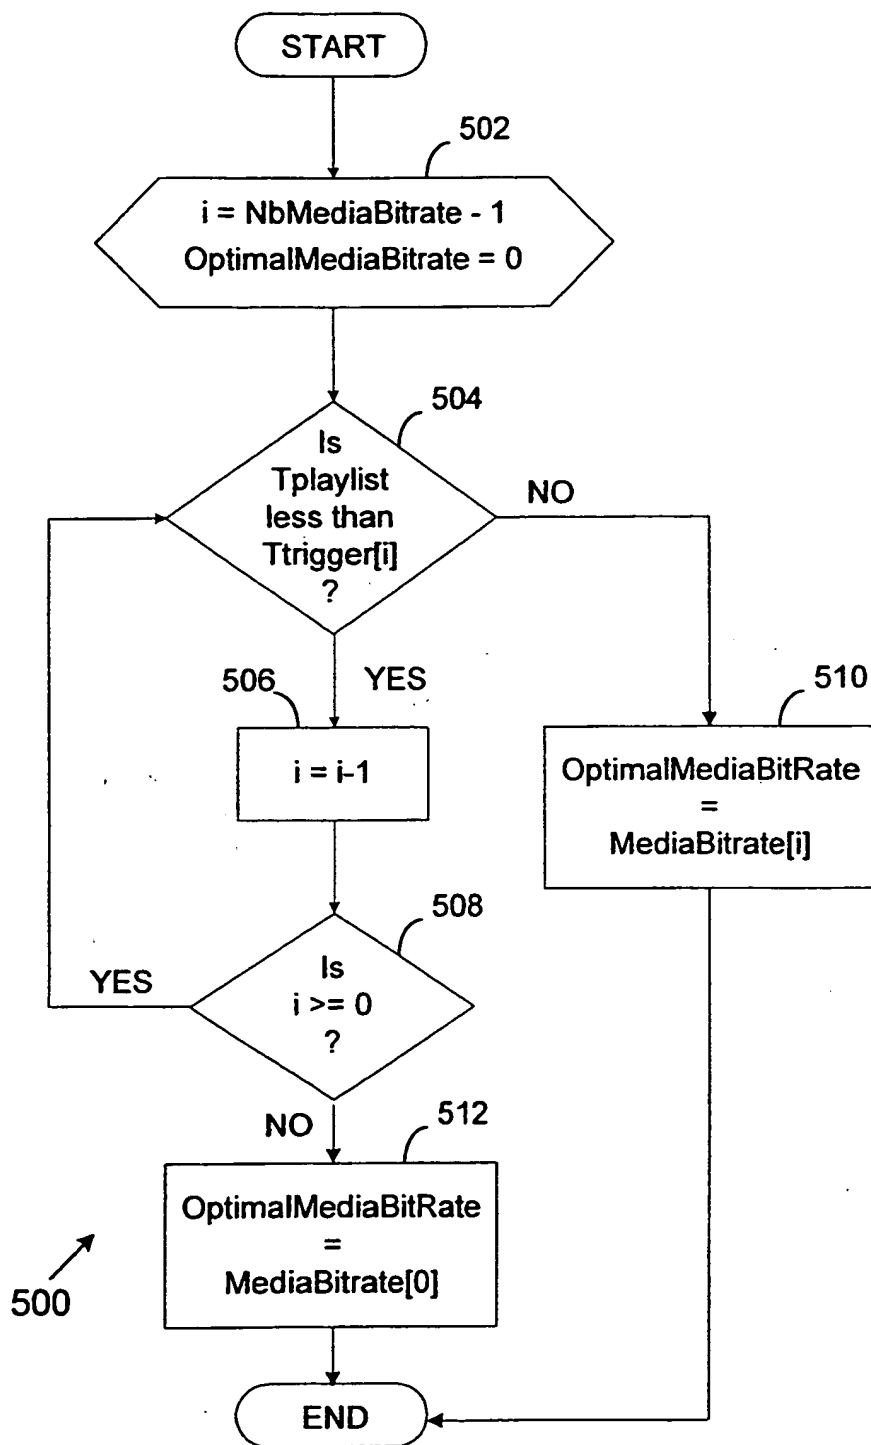 START
502
i = NbMediaBitrate - 1
OptimalMediaBitrate = 0
504
Is
Tplaylist
less than
Ttrigger[i]
?
NO
YES
506
i = i-1
510
OptimalMediaBitRate
=
MediaBitrate[i]
508
Is
i >= 0
?
YES
NO
512
OptimalMediaBitRate
=
MediaBitrate[0]
500
END